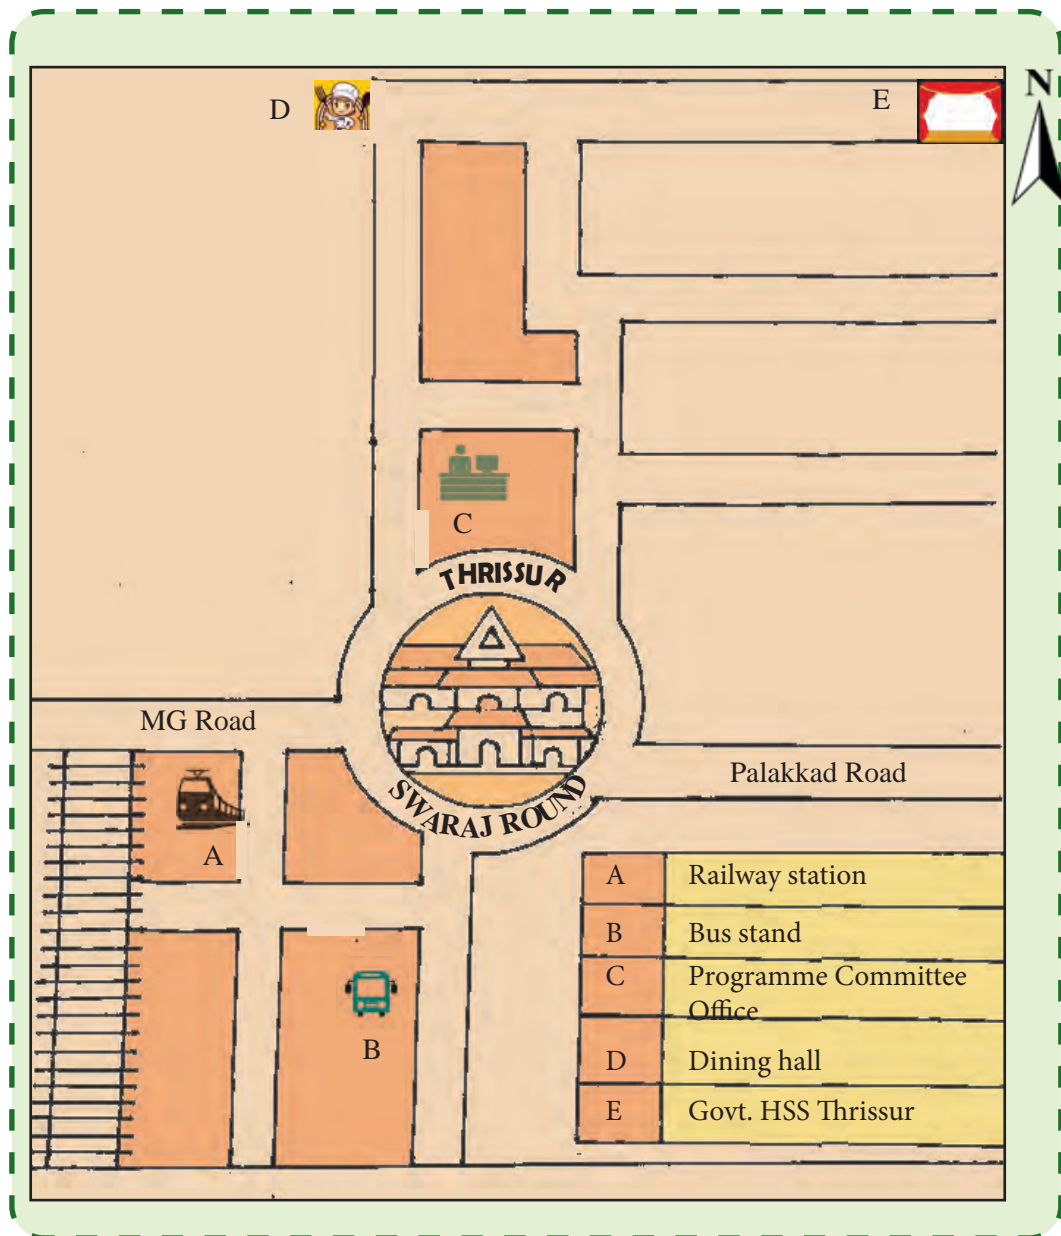 N
D
E
C
THRISSUR
MG Road
Palakkad Road
SWARAJ ROUND
A
B
A Railway station
B Bus stand
C Programme Committee
Office
D Dining hall
E Govt. HSS Thrissur